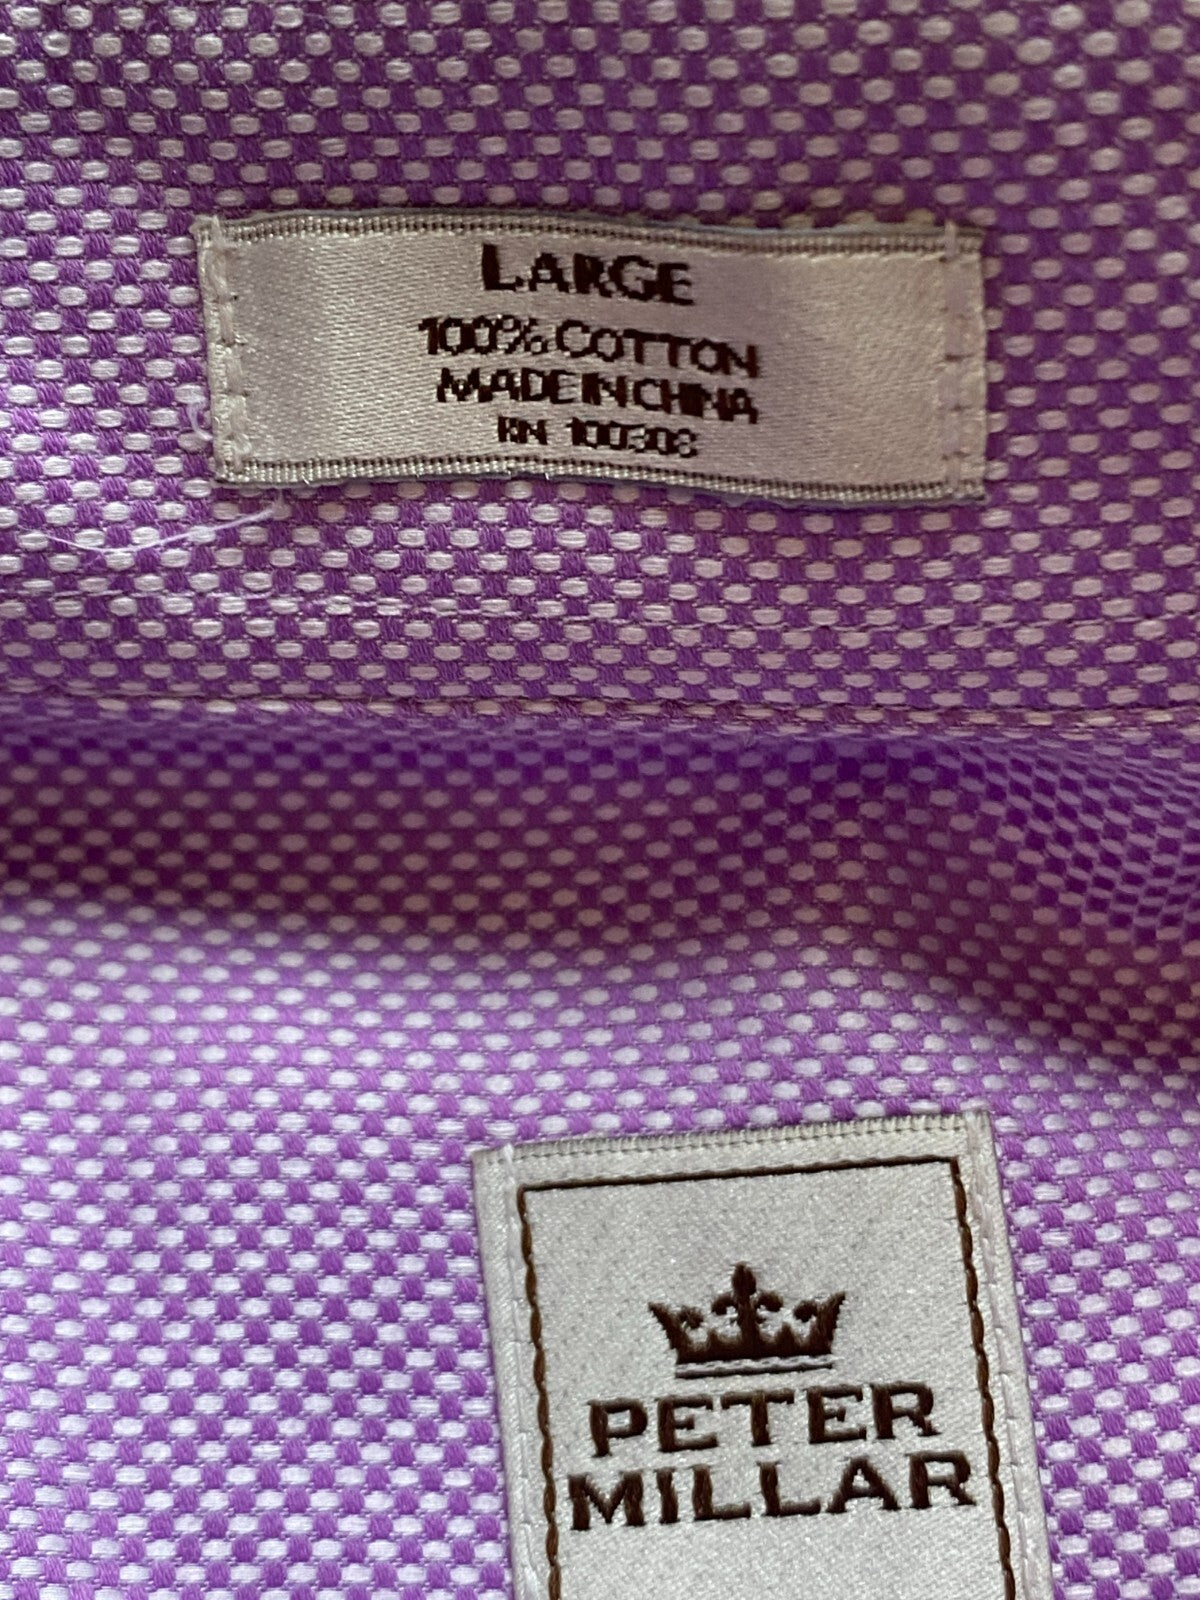 LARGE
100% COTTON
MADE IN CHINA
RN 100308
PETER
MILLAR